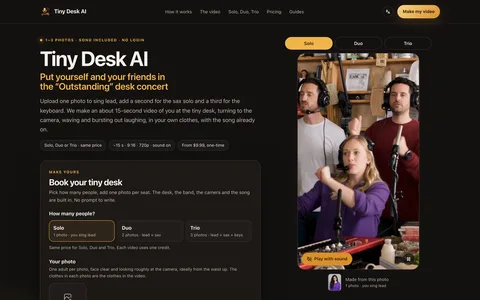 Tiny Desk AI
How it works
The video
Solo, Duo, Trio
Pricing
Guides
Make my video
1–3 PHOTOS · SONG INCLUDED · NO LOGIN
Tiny Desk AI
Put yourself and your friends in
the "Outstanding" desk concert
Upload one photo to sing lead, add a second for the sax solo and a third for the
keyboard. We make an about 15-second video of you at the tiny desk, turning to the
camera, waving and bursting out laughing, in your own clothes, with the song already
on.
Solo, Duo or Trio · same price
~15 s · 9:16 · 720p · sound on
From $9.99, one-time
MAKE YOURS
Book your tiny desk
Pick how many people, add one photo per seat. The desk, the band, the camera and the song
are built in. No prompt to write.
How many people?
Solo
1 photo · you sing lead
Duo
2 photos · lead + sax
Trio
3 photos · lead + sax + keys
Same price for Solo, Duo and Trio. Each video uses one credit.
Your photo
One adult per photo, face clear and looking roughly at the camera, ideally from the waist up. The
clothes in each photo are the clothes in the video.
Solo
Duo
Trio
Play with sound
Made from this photo
1 photo · you sing lead